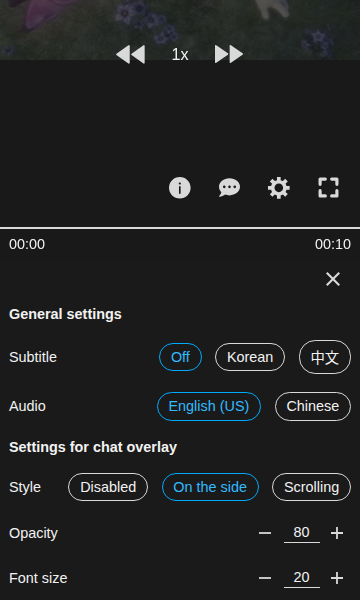 1x
00:00 00:10
General settings
Subtitle Off Korean 中文
Audio English (US) Chinese
Settings for chat overlay
Style Disabled On the side Scrolling
Opacity 80
Font size 20